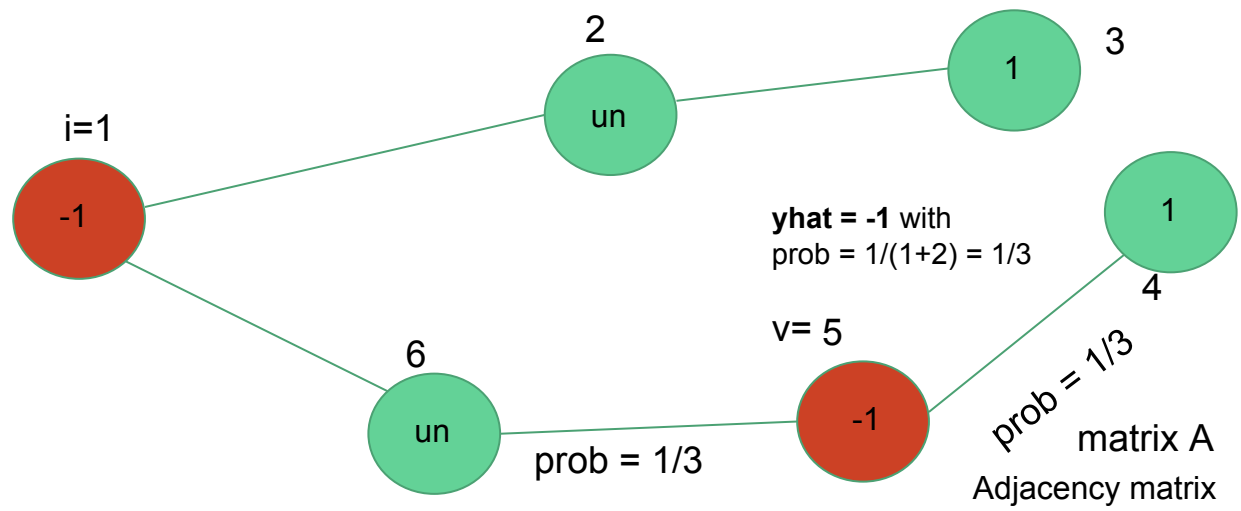 2
3
1
un
i=1
-1
1
yhat = -1 with
prob = 1/(1+2) = 1/3
4
v= 5
6
-1
un
prob = 1/3
prob = 1/3
matrix A
Adjacency matrix